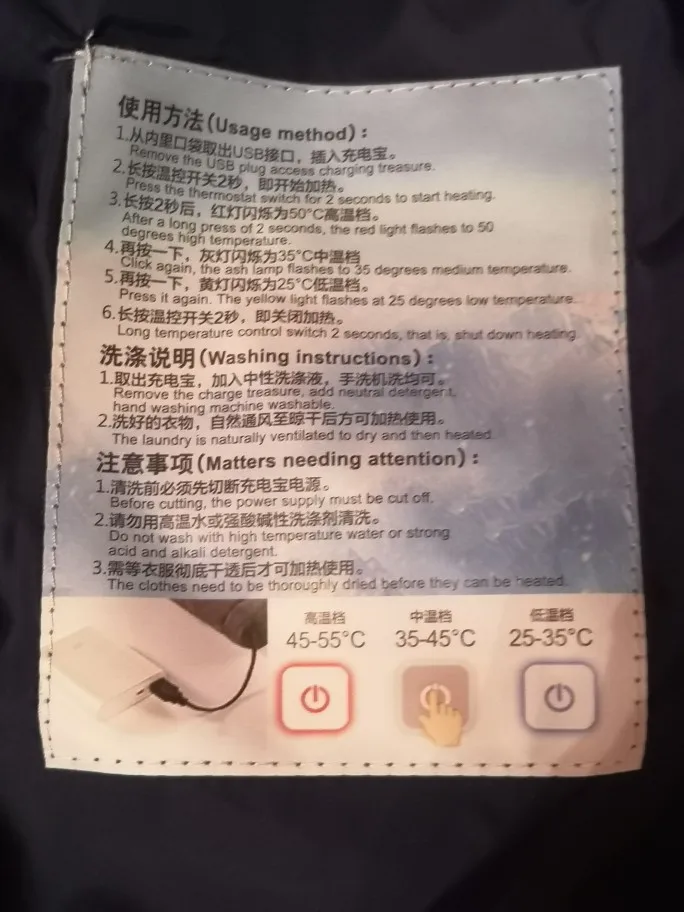 使用方法(Usage method):
1.从内里口袋取出USB接口，插入充电宝。
Remove the USB plug access charging treasure.
2.长按温控开关2秒，即开始加热。
Press the thermostat switch for 2 seconds to start heating.
3.长按2秒后，红灯闪烁为50°C高温档。
After a long press of 2 seconds, the red light flashes to 50
degrees high temperature.
4.再按一下，灰灯闪烁为35°C中温档
Click again, the ash lamp flashes to 35 degrees medium temperature.
5.再按一下，黄灯闪烁为25°C低温档。
Press it again. The yellow light flashes at 25 degrees low temperature.
6.长按温控开关2秒，即关闭加热。
Long temperature control switch 2 seconds, that is, shut down heating.
洗涤说明(Washing instructions):
1.取出充电宝，加入中性洗涤液，手洗机洗均可。
Remove the charge treasure, add neutral detergent,
hand washing machine washable.
2.洗好的衣物，自然通风至晾干后方可加热使用。
The laundry is naturally ventilated to dry and then heated.
注意事项(Matters needing attention):
1.清洗前必须先切断充电宝电源。
Before cutting, the power supply must be cut off.
2.请勿用高温水或强酸碱性洗涤剂清洗。
Do not wash with high temperature water or strong
acid and alkali detergent.
3.需等衣服彻底干透后才可加热使用。
The clothes need to be thoroughly dried before they can be heated.
高温档 中温档 低温档
45-55°C 35-45°C 25-35°C